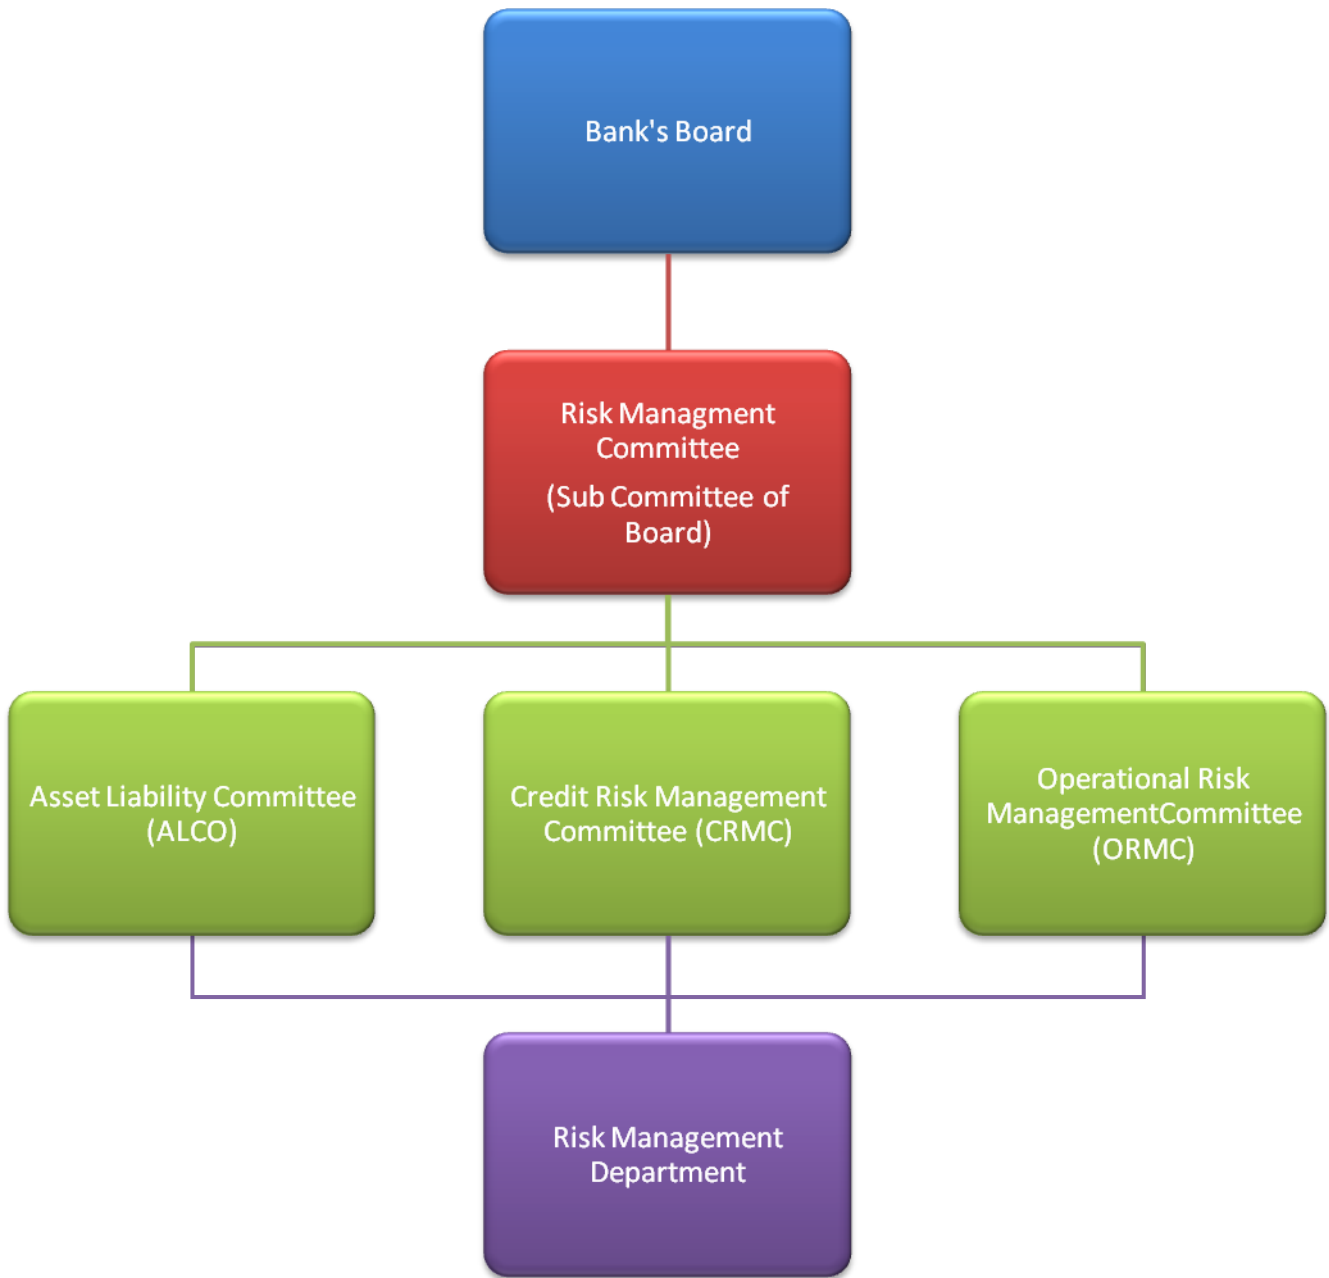 Bank's Board
Risk Managment
Committee
(Sub Committee of
Board)
Asset Liability Committee
(ALCO)
Credit Risk Management
Committee (CRMC)
Operational Risk
ManagementCommittee
(ORMC)
Risk Management
Department